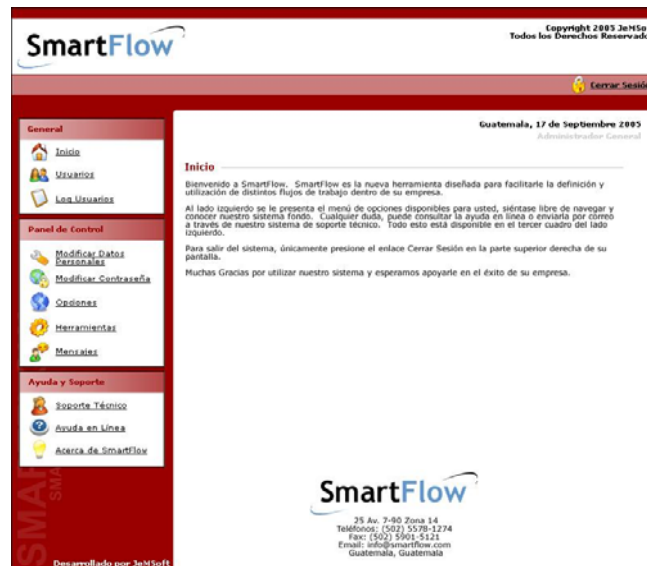 SmartFlow
Copyright 2005 JeMSo
Todos los Derechos Reservado
Cerrar Sesió
General
Inicio
Usuarios
Log Usuarios
Panel de Control
Modificar Datos
Personales
Modificar Contraseña
Opciones
Herramientas
Mensajes
Ayuda y Soporte
Soporte Técnico
Ayuda en Línea
Acerca de SmartFlow
SMAR
SMA
Desarrollado por JeMSoft
Guatemala, 17 de Septiembre 2005
Administrador General
Inicio
Bienvenido a SmartFlow. SmartFlow es la nueva herramienta diseñada para facilitarle la definición y
utilización de distintos flujos de trabajo dentro de su empresa.
Al lado izquierdo se le presenta el menú de opciones disponibles para usted, siéntase libre de navegar y
conocer nuestro sistema fondo. Cualquier duda, puede consultar la ayuda en línea o enviarla por correo
a través de nuestro sistema de soporte técnico. Todo esto está disponible en el tercer cuadro del lado
izquierdo.
Para salir del sistema, únicamente presione el enlace Cerrar Sesión en la parte superior derecha de su
pantalla.
Muchas Gracias por utilizar nuestro sistema y esperamos apoyarle en el éxito de su empresa.
SmartFlow
25 Av. 7-90 Zona 14
Teléfonos: (502) 5578-1274
Fax: (502) 5901-5121
Email: info@smartflow.com
Guatemala, Guatemala